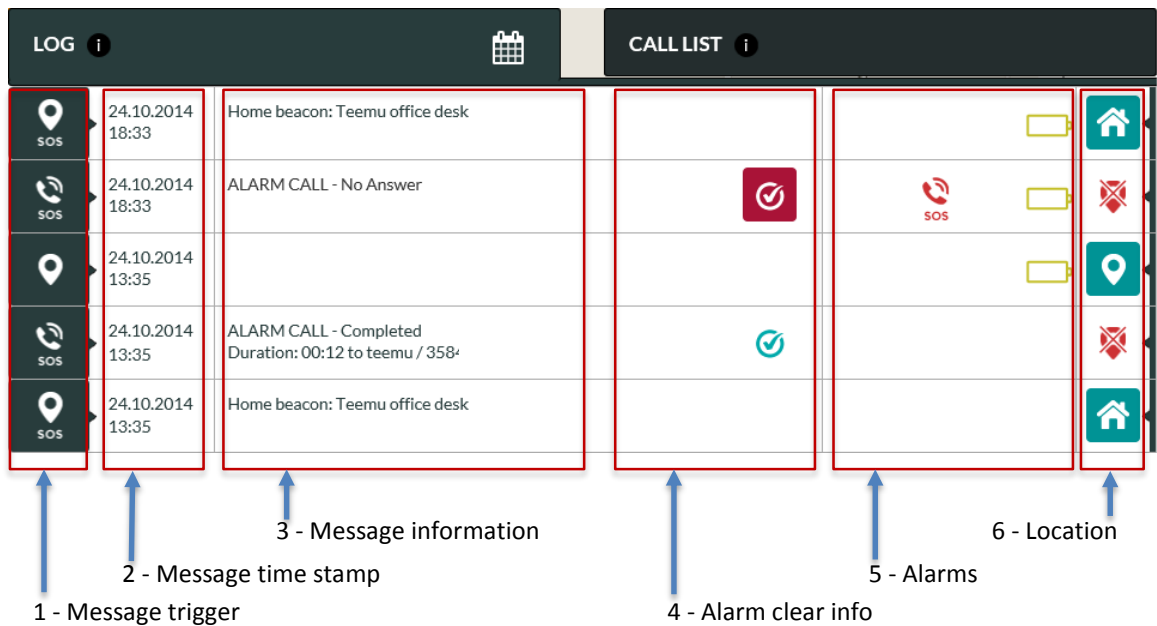 LOG i
CALL LIST i
SOS
24.10.2014
18:33
Home beacon: Teemu office desk
SOS
24.10.2014
18:33
ALARM CALL - No Answer
SOS
24.10.2014
13:35
SOS
24.10.2014
13:35
ALARM CALL - Completed
Duration: 00:12 to teemu / 3584
SOS
24.10.2014
13:35
Home beacon: Teemu office desk
3 - Message information
6 - Location
2 - Message time stamp
5 - Alarms
1 - Message trigger
4 - Alarm clear info